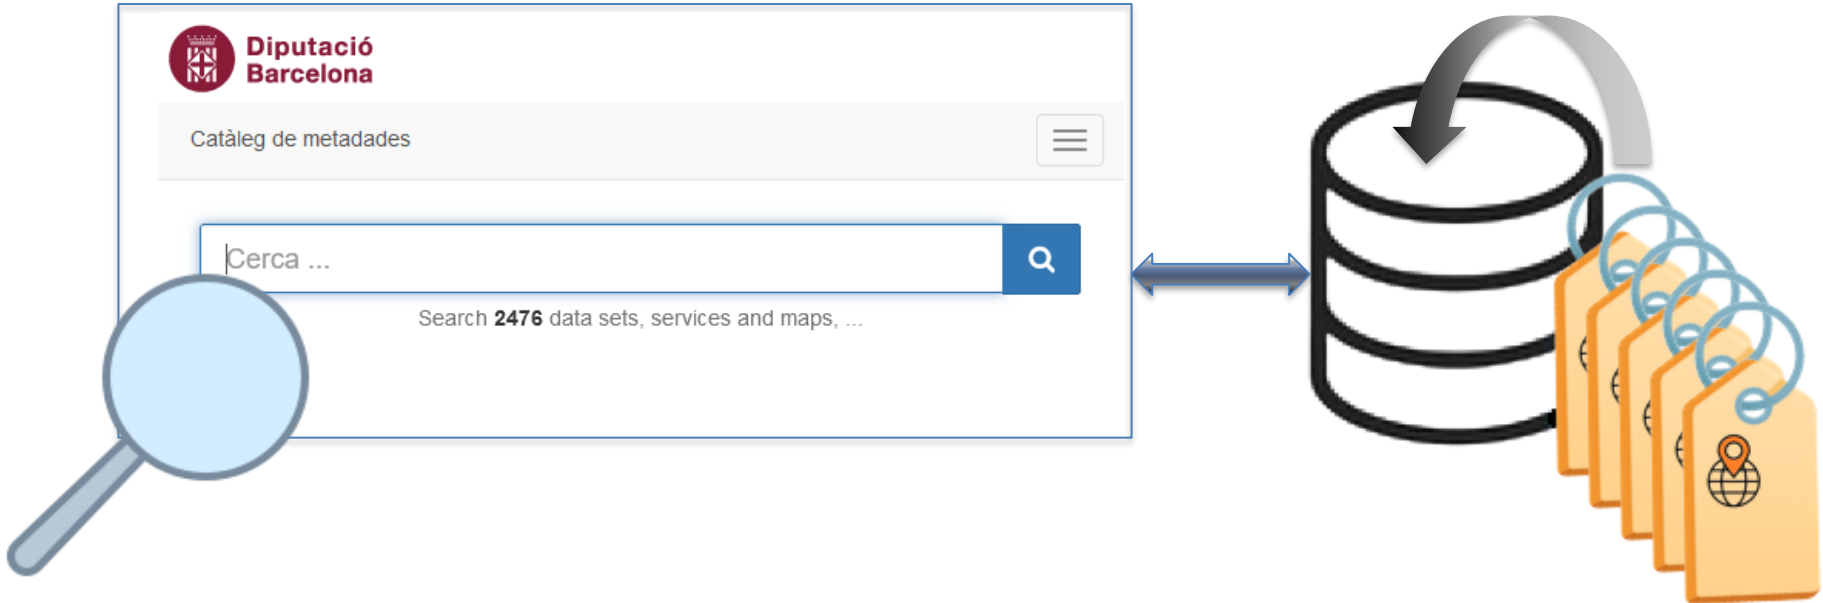 Diputació
Barcelona
Catàleg de metadades
Cerca ...
Search 2476 data sets, services and maps, ...